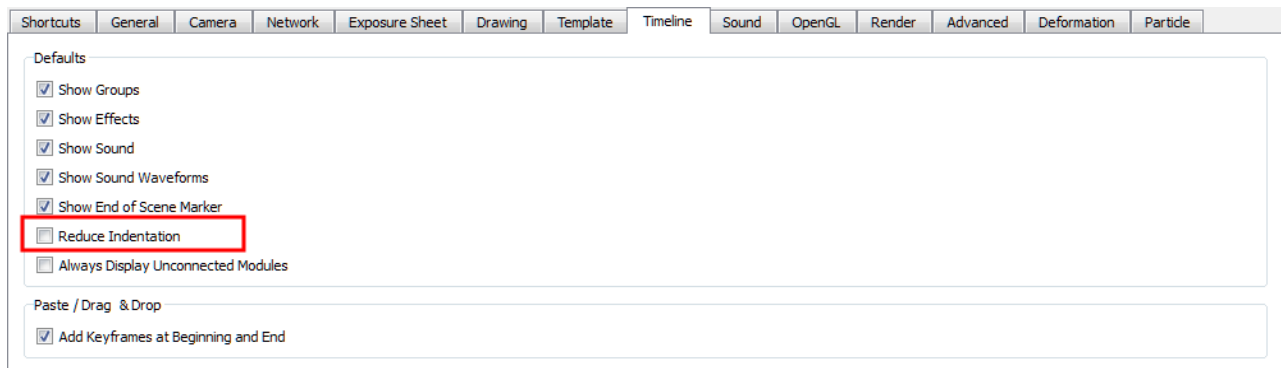 Shortcuts General Camera Network Exposure Sheet Drawing Template Timeline Sound OpenGL Render Advanced Deformation Particle
Defaults
Show Groups
Show Effects
Show Sound
Show Sound Waveforms
Show End of Scene Marker
Reduce Indentation
Always Display Unconnected Modules
Paste / Drag & Drop
Add Keyframes at Beginning and End